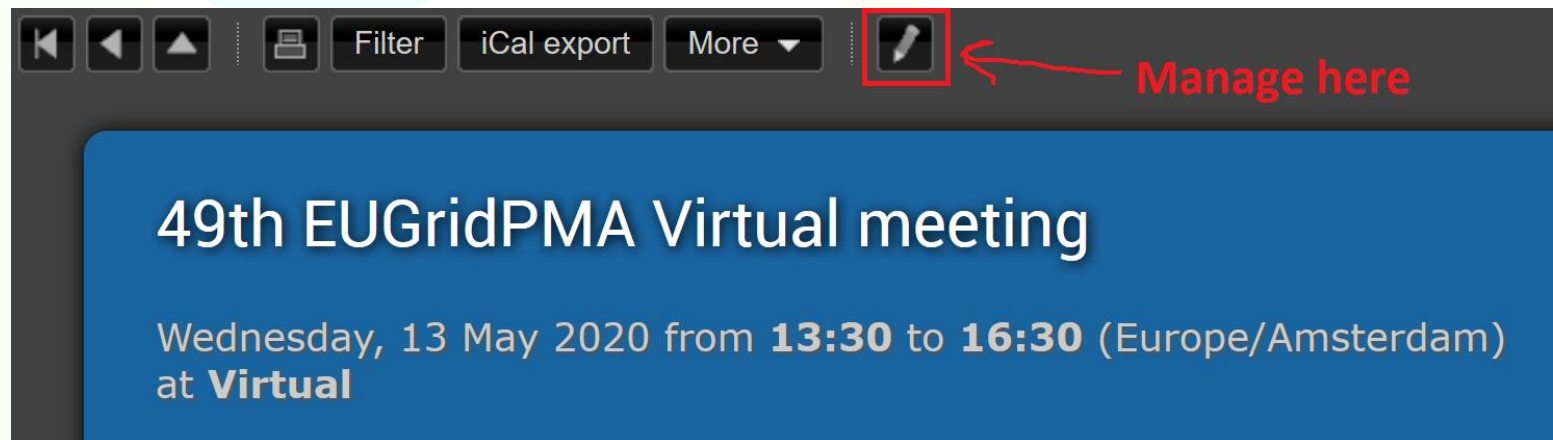 Filter iCal export More
Manage here
49th EUGridPMA Virtual meeting
Wednesday, 13 May 2020 from 13:30 to 16:30 (Europe/Amsterdam)
at Virtual